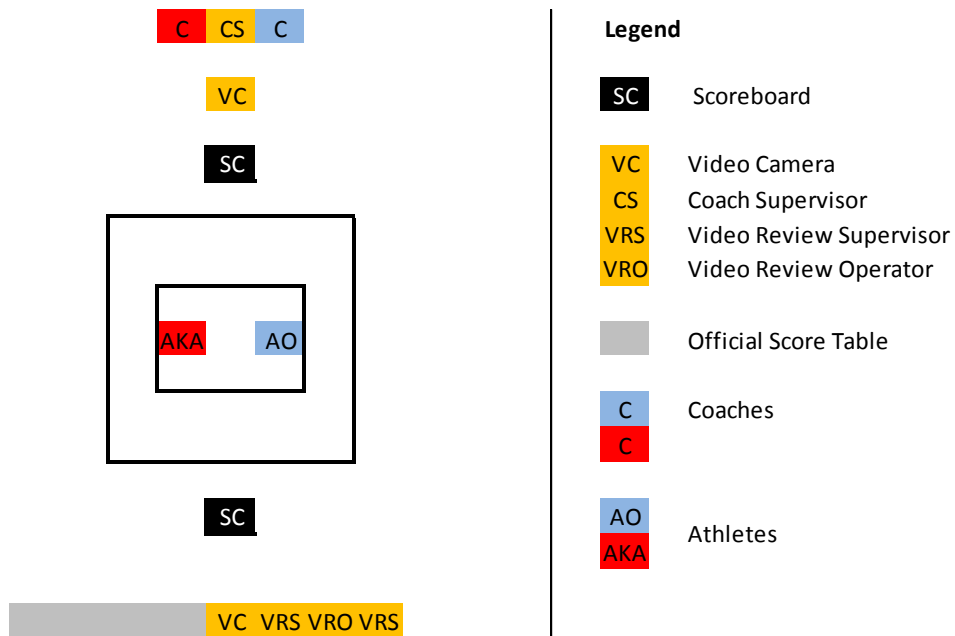 C CS C
VC
SC
AKA AO
SC
VC VRS VRO VRS
Legend
SC Scoreboard
VC Video Camera
CS Coach Supervisor
VRS Video Review Supervisor
VRO Video Review Operator
Official Score Table
C Coaches
C
AO
Athletes
AKA